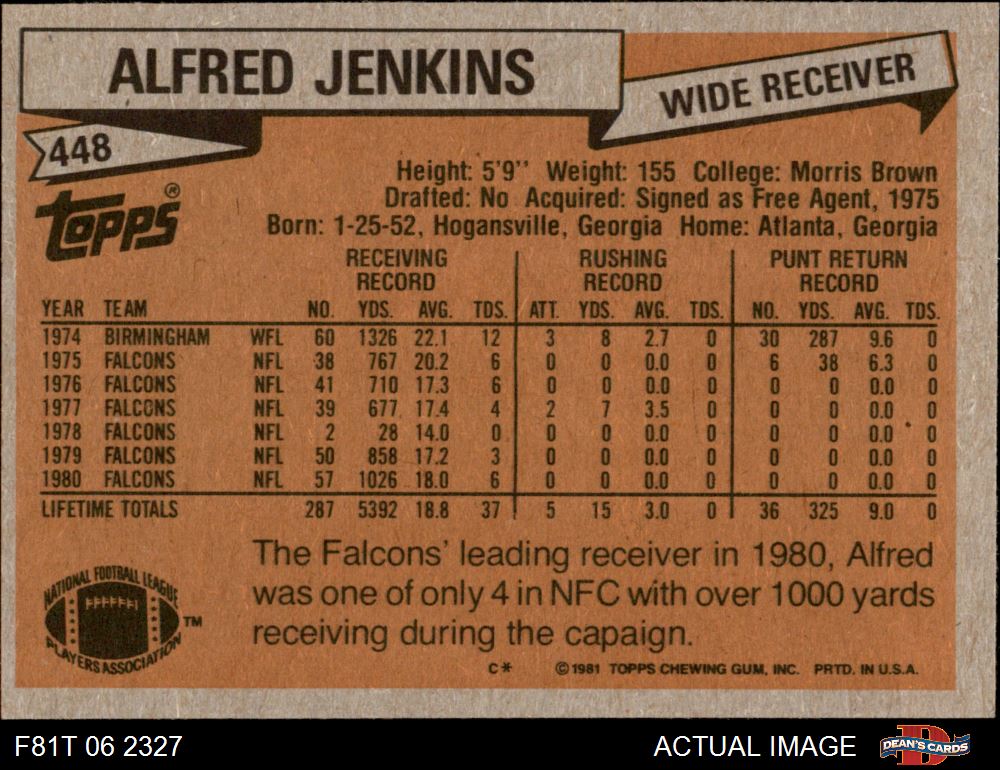 ALFRED JENKINS
WIDE RECEIVER
448
topps®
Height: 5'9'' Weight: 155 College: Morris Brown
Drafted: No Acquired: Signed as Free Agent, 1975
Born: 1-25-52, Hogansville, Georgia Home: Atlanta, Georgia
RECEIVING RECORD RUSHING RECORD PUNT RETURN RECORD
YEAR TEAM NO. YDS. AVG. TDS. ATT. YDS. AVG. TDS. NO. YDS. AVG. TDS.
1974 BIRMINGHAM WFL 60 1326 22.1 12 3 8 2.7 0 30 287 9.6 0
1975 FALCONS NFL 38 767 20.2 6 0 0 0.0 0 6 38 6.3 0
1976 FALCONS NFL 41 710 17.3 6 0 0 0.0 0 0 0 0.0 0
1977 FALCONS NFL 39 677 17.4 4 2 7 3.5 0 0 0 0.0 0
1978 FALCONS NFL 2 28 14.0 0 0 0 0.0 0 0 0 0.0 0
1979 FALCONS NFL 50 858 17.2 3 0 0 0.0 0 0 0 0.0 0
1980 FALCONS NFL 57 1026 18.0 6 0 0 0.0 0 0 0 0.0 0
LIFETIME TOTALS 287 5392 18.8 37 5 15 3.0 0 36 325 9.0 0
The Falcons' leading receiver in 1980, Alfred
was one of only 4 in NFC with over 1000 yards
receiving during the capaign.
NATIONAL FOOTBALL LEAGUE
PLAYERS ASSOCIATION
TM
C* ©1981 TOPPS CHEWING GUM, INC. PRTD. IN U.S.A.
F81T 06 2327
ACTUAL IMAGE
DEAN'S CARDS